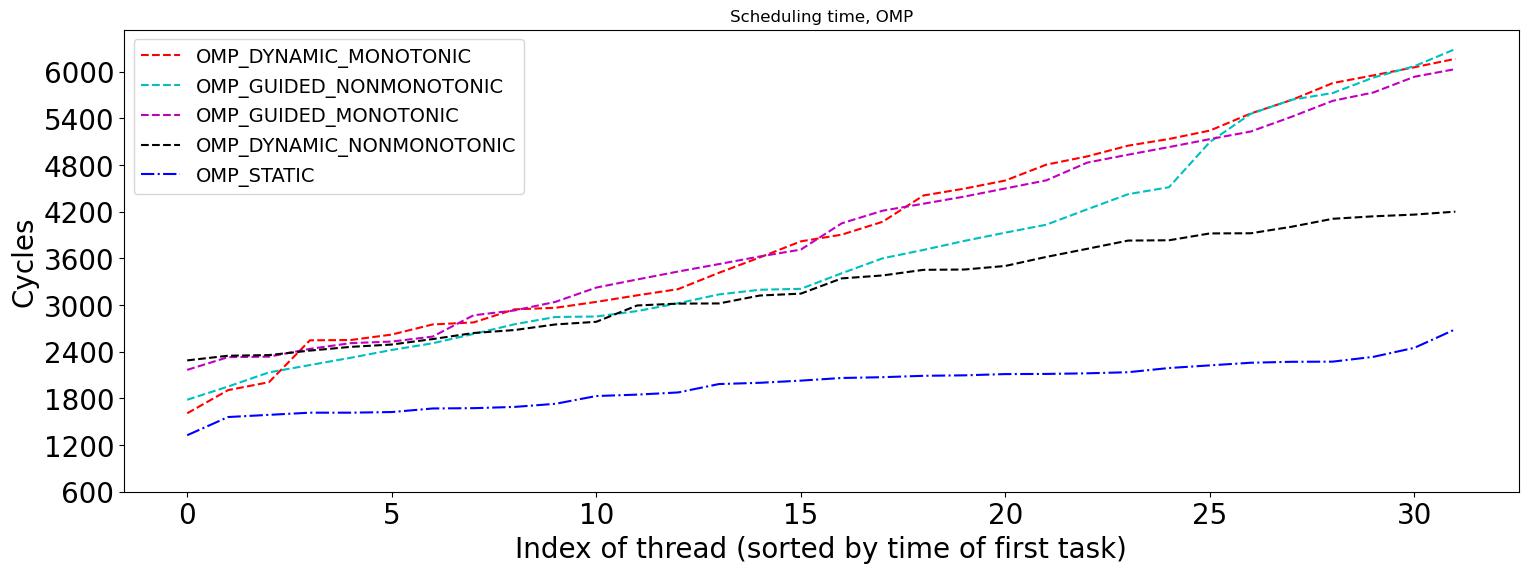 Scheduling time, OMP
OMP_DYNAMIC_MONOTONIC
OMP_GUIDED_NONMONOTONIC
OMP_GUIDED_MONOTONIC
OMP_DYNAMIC_NONMONOTONIC
OMP_STATIC
Cycles
6000
5400
4800
4200
3600
3000
2400
1800
1200
600
0 5 10 15 20 25 30
Index of thread (sorted by time of first task)